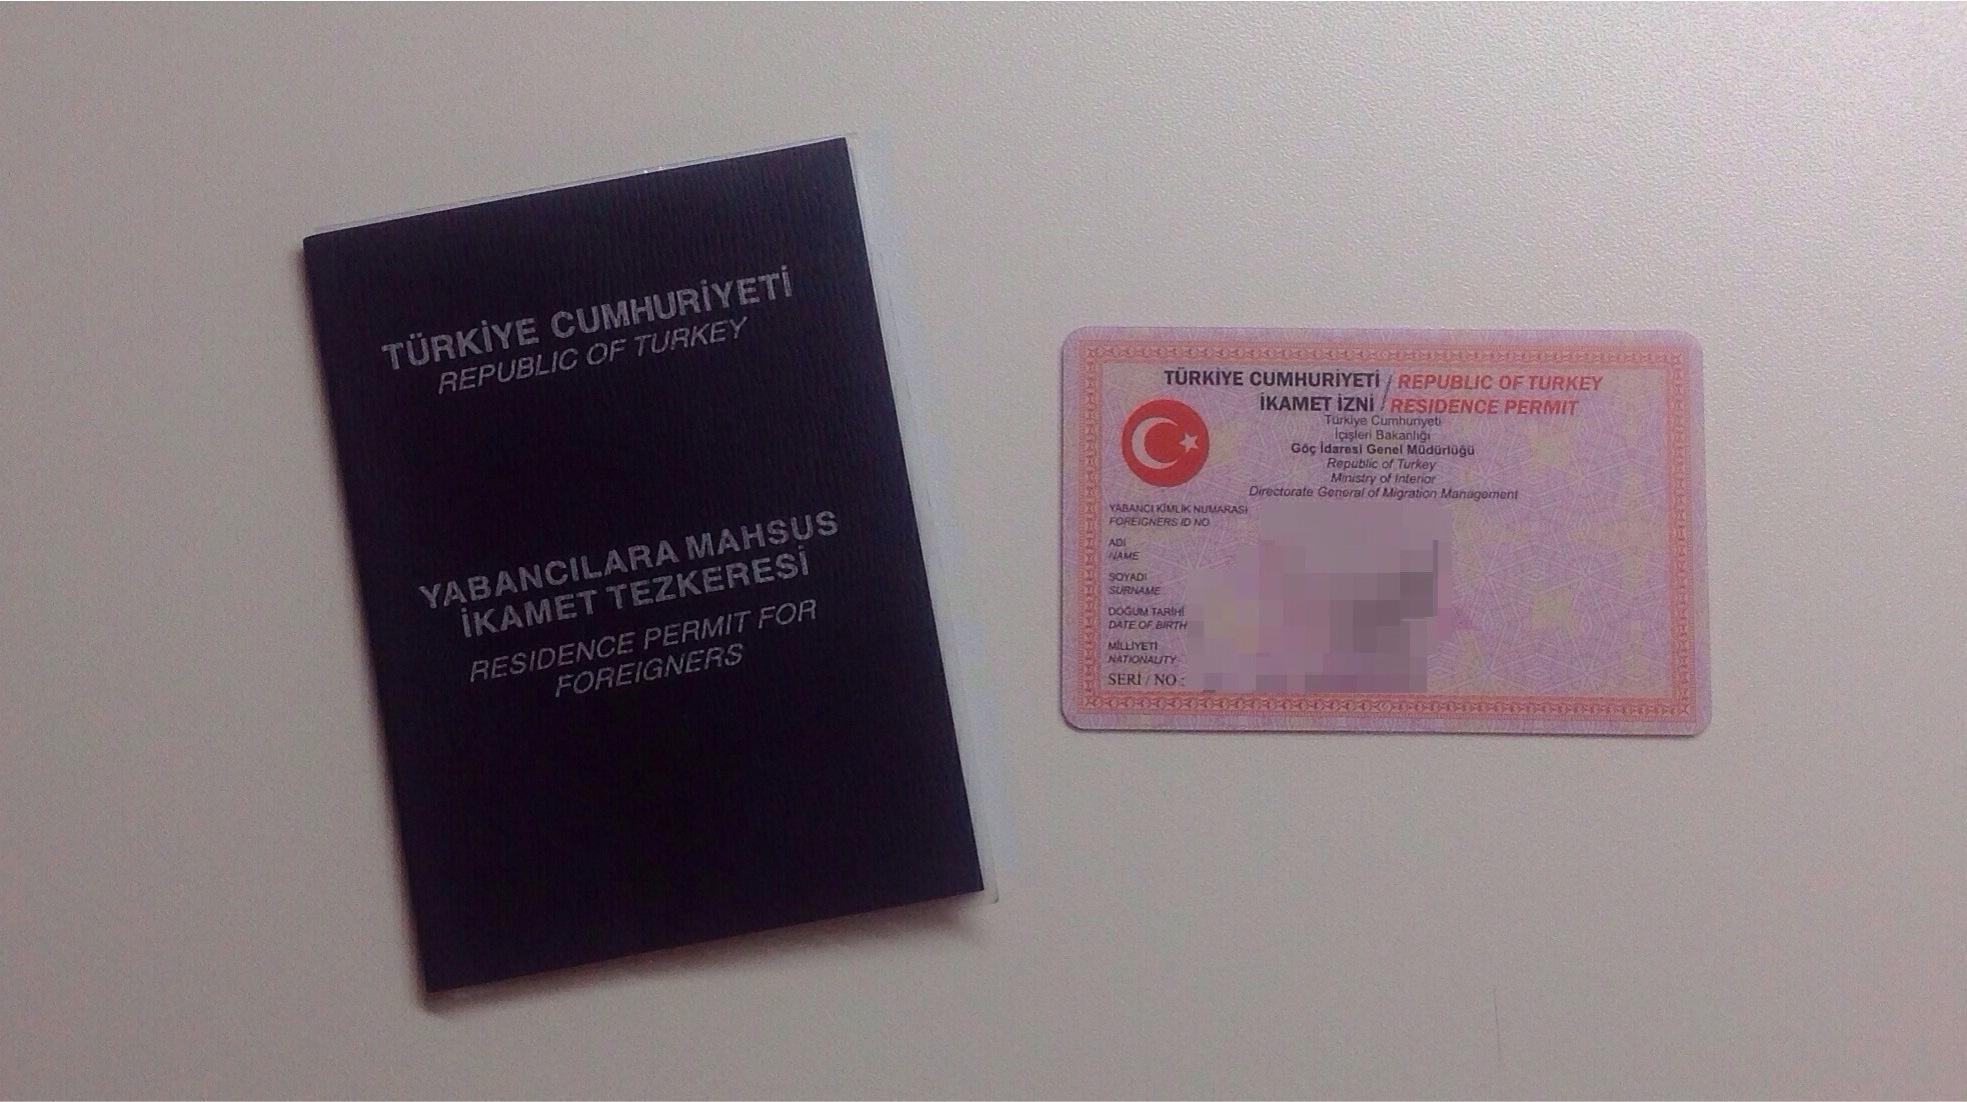 TÜRKİYE CUMHURİYETİ
REPUBLIC OF TURKEY
YABANCILARA MAHSUS
İKAMET TEZKERESİ
RESIDENCE PERMIT FOR
FOREIGNERS
TÜRKİYE CUMHURİYETİ / REPUBLIC OF TURKEY
İKAMET İZNİ / RESIDENCE PERMIT
Türkiye Cumhuriyeti
İçişleri Bakanlığı
Göç İdaresi Genel Müdürlüğü
Republic of Turkey
Ministry of Interior
Directorate General of Migration Management
YABANCI KİMLİK NUMARASI
FOREIGNERS ID NO
ADI
NAME
SOYADI
SURNAME
DOĞUM TARİHİ
DATE OF BIRTH
MİLLİYETİ
NATIONALITY
SERİ / NO :